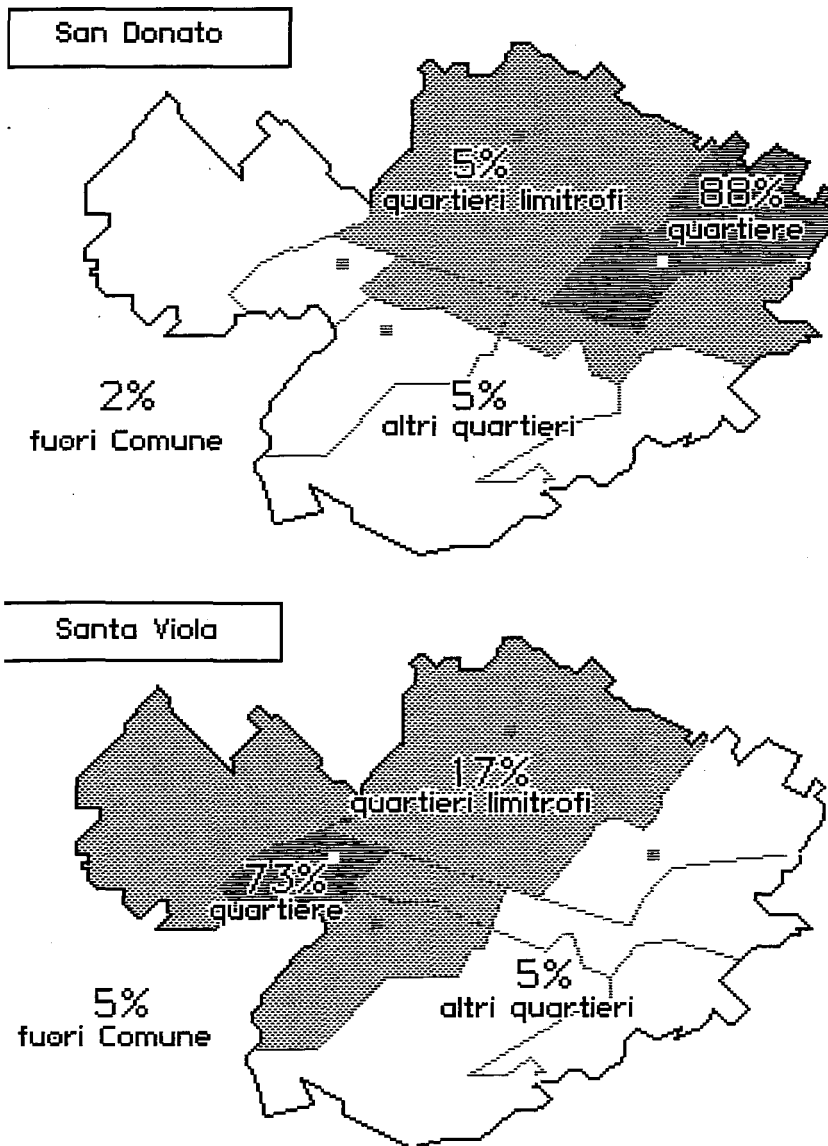 San Donato
5%
quartieri limitrofi
88%
quartiere
2%
fuori Comune
5%
altri quartieri
Santa Viola
17%
quartieri limitrofi
73%
quartiere
5%
fuori Comune
5%
altri quartieri